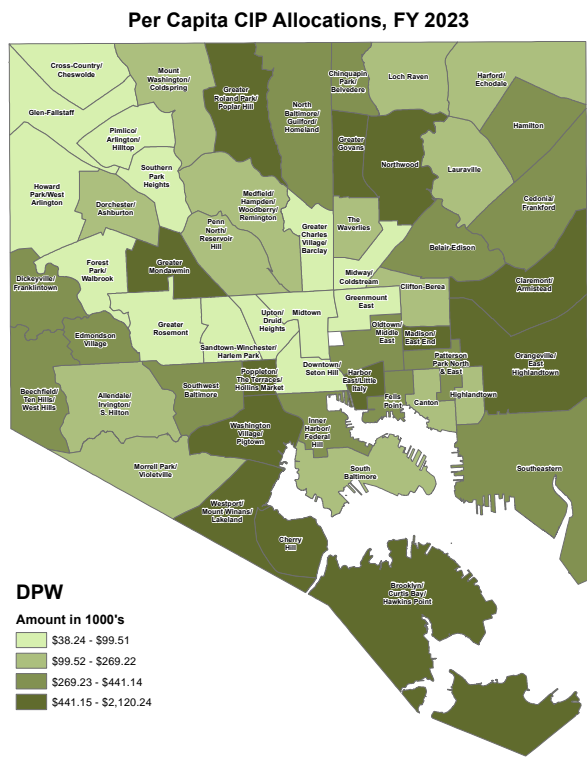 Per Capita CIP Allocations, FY 2023
Cross-Country/
Cheswolde
Mount
Washington/
Coldspring
Greater
Roland Park/
Poplar Hill
North
Baltimore/
Guilford/
Homeland
Chinquapin
Park/
Belvedere
Loch Raven
Harford/
Echodale
Glen-Fallstaff
Pimlico/
Arlington/
Hilltop
Greater
Govans
Northwood
Hamilton
Lauraville
Howard
Park/West
Arlington
Southern
Park
Heights
Dorchester/
Ashburton
Medfield/
Hampden/
Woodberry/
Remington
Cedonia/
Frankford
Penn
North/
Reservoir
Hill
Greater
Charles
Village/
Barclay
The
Waverlies
Belair-Edison
Forest
Park/
Walbrook
Greater
Mondawmin
Dickeyville/
Franklintown
Midway/
Coldstream
Clifton-Berea
Claremont/
Armistead
Greenmount
East
Upton/
Druid
Heights
Midtown
Greater
Rosemont
Edmondson
Village
Oldtown/
Middle
East
Madison/
East End
Sandtown-Winchester/
Harlem Park
Patterson
Park North
& East
Orangeville/
East
Highlandtown
Downtown/
Seton Hill
Poppleton/
The Terraces/
Hollins Market
Harbor
East/Little
Italy
Southwest
Baltimore
Beechfield/
Ten Hills/
West Hills
Allendale/
Irvington/
S. Hilton
Fells
Point
Canton
Highlandtown
Washington
Village/
Pigtown
Inner
Harbor/
Federal
Hill
Morrell Park/
Violetville
South
Baltimore
Southeastern
Westport/
Mount Winans/
Lakeland
Cherry
Hill
Brooklyn/
Curtis Bay/
Hawkins Point
DPW
Amount in 1000's
$38.24 - $99.51
$99.52 - $269.22
$269.23 - $441.14
$441.15 - $2,120.24